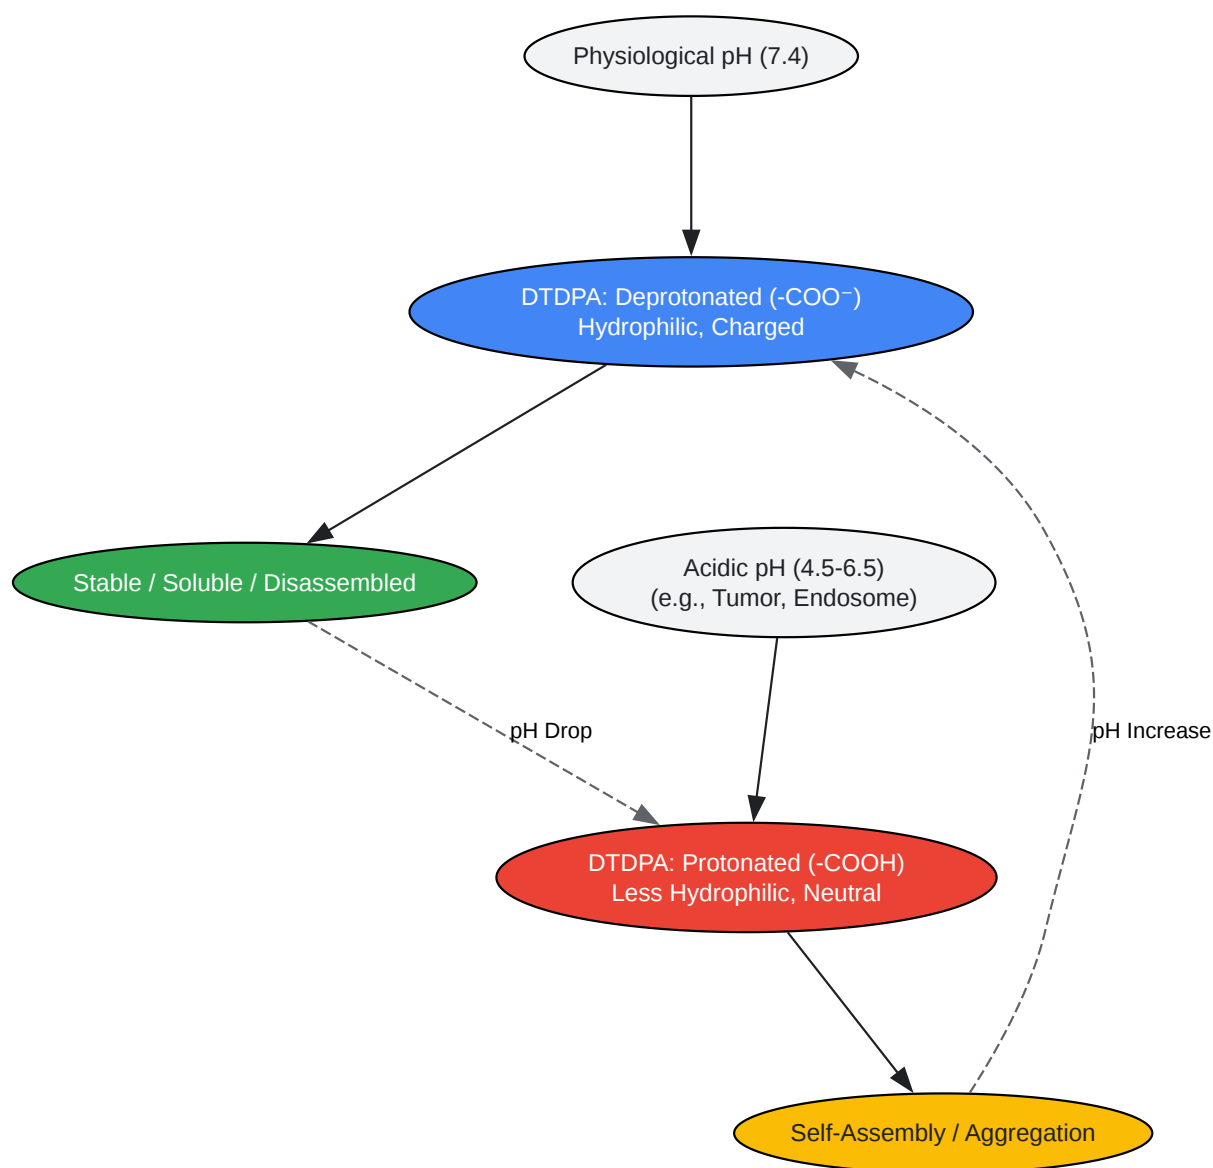 Physiological pH (7.4)
DTDPA: Deprotonated (-COO⁻)
Hydrophilic, Charged
Stable / Soluble / Disassembled
Acidic pH (4.5-6.5)
(e.g., Tumor, Endosome)
pH Drop
pH Increase
DTDPA: Protonated (-COOH)
Less Hydrophilic, Neutral
Self-Assembly / Aggregation